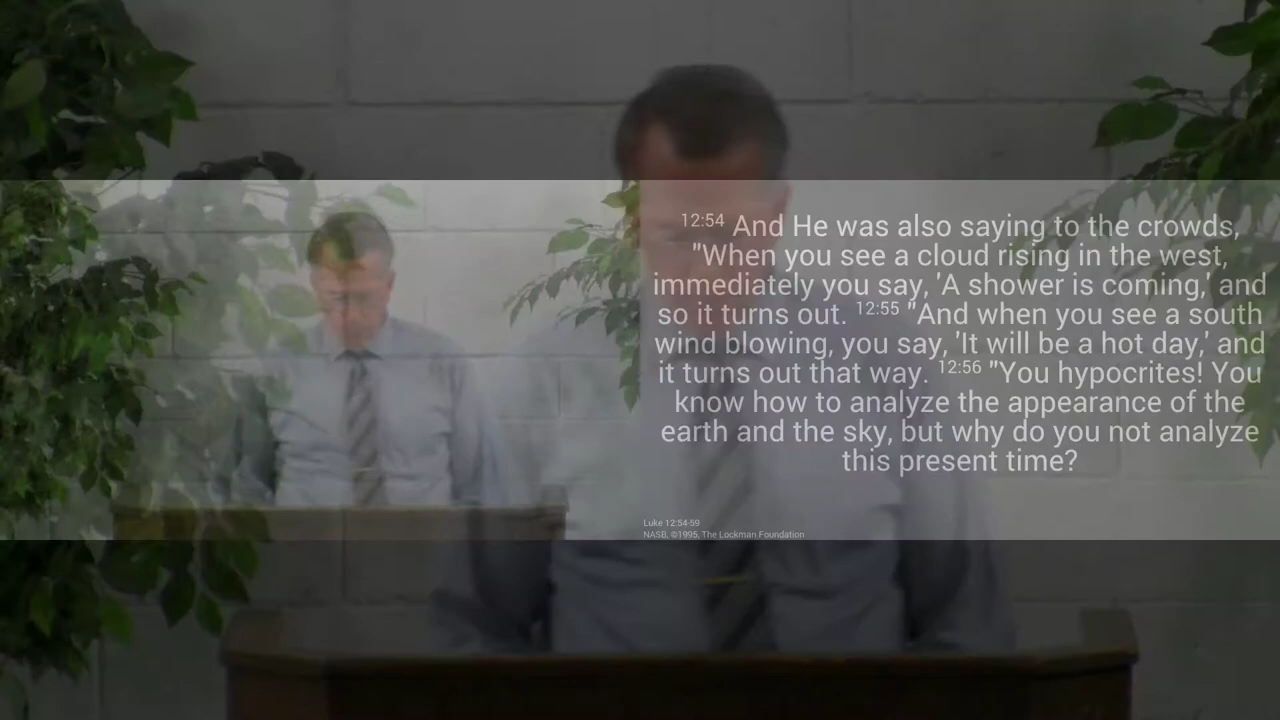 12:54 And He was also saying to the crowds,
"When you see a cloud rising in the west,
immediately you say, 'A shower is coming,' and
so it turns out. 12:55 "And when you see a south
wind blowing, you say, 'It will be a hot day,' and
it turns out that way. 12:56 "You hypocrites! You
know how to analyze the appearance of the
earth and the sky, but why do you not analyze
this present time?
Luke 12:54-59
NASB, ©1995, The Lockman Foundation